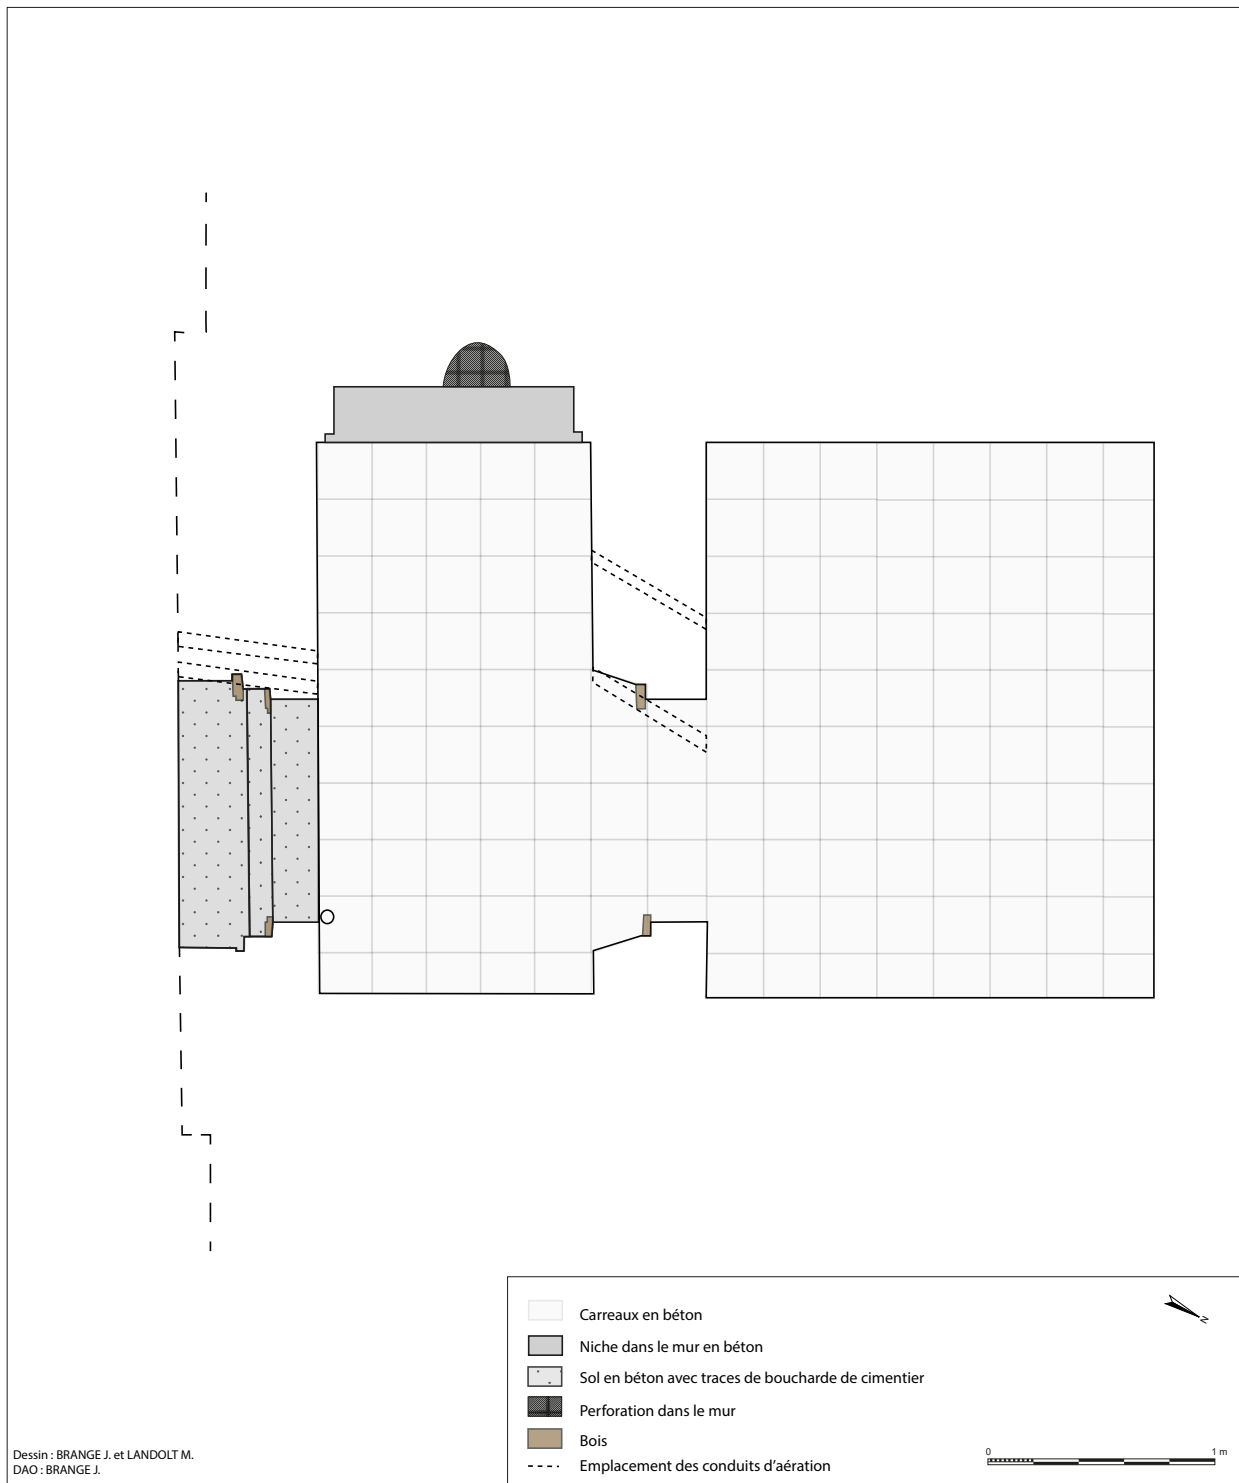 Carreaux en béton
N
Niche dans le mur en béton
Sol en béton avec traces de boucharde de cimentier
Perforation dans le mur
Bois
Emplacement des conduits d'aération
0 1 m
Dessin : BRANGE J. et LANDOLT M.
DAO : BRANGE J.